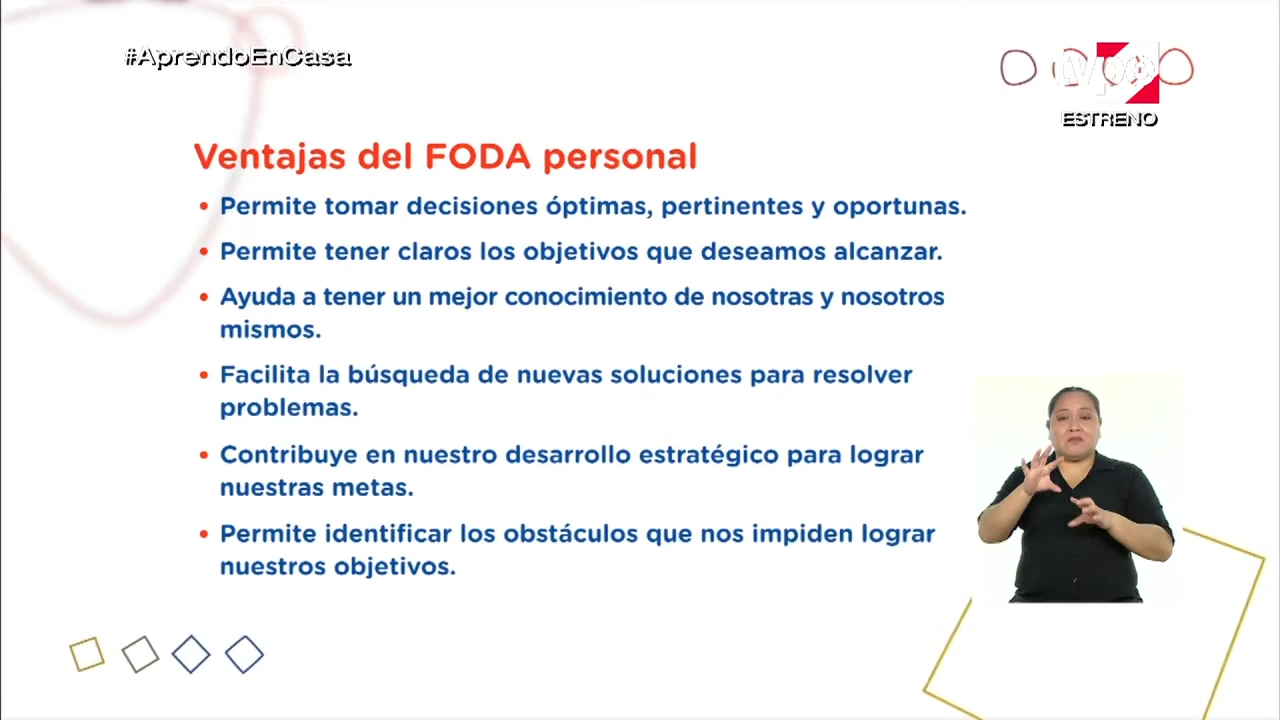 #AprendoEnCasa
tvpe
ESTRENO
Ventajas del FODA personal
• Permite tomar decisiones óptimas, pertinentes y oportunas.
• Permite tener claros los objetivos que deseamos alcanzar.
• Ayuda a tener un mejor conocimiento de nosotras y nosotros
mismos.
• Facilita la búsqueda de nuevas soluciones para resolver
problemas.
• Contribuye en nuestro desarrollo estratégico para lograr
nuestras metas.
• Permite identificar los obstáculos que nos impiden lograr
nuestros objetivos.